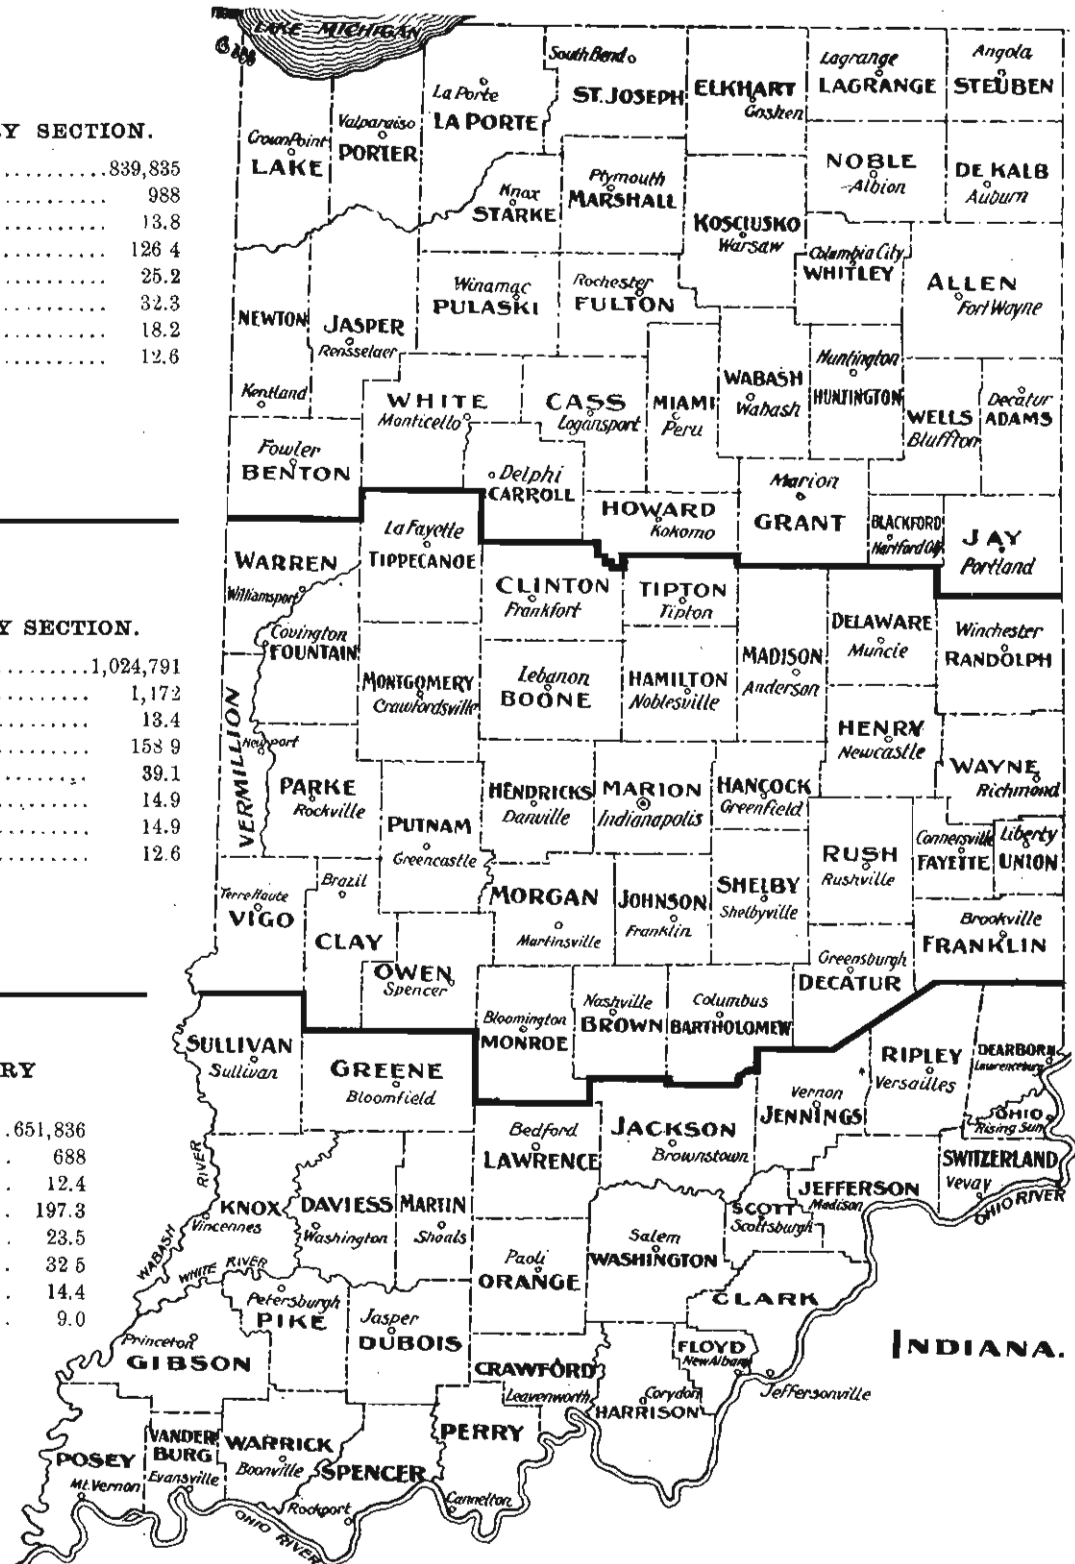 LAKE MICHIGAN
Y SECTION.
839,835
988
13.8
126 4
25.2
32.3
18.2
12.6
Y SECTION.
1,024,791
1,172
13.4
158 9
39.1
14.9
14.9
12.6
RY
651,836
688
12.4
197.3
23.5
32 5
14.4
9.0
Crown Point
LAKE
Valparaiso
PORTER
La Porte
LA PORTE
South Bend
ST. JOSEPH
ELKHART
Goshen
Lagrange
LAGRANGE
Angola
STEUBEN
Knax
STARKE
Plymouth
MARSHALL
KOSCIUSKO
Warsaw
NOBLE
Albion
DE KALB
Auburn
NEWTON
Kentland
JASPER
Rensselaer
Winamac
PULASKI
Rochester
FULTON
Columbia City
WHITLEY
ALLEN
Fort Wayne
WHITE
Monticello
CASS
Logansport
MIAMI
Peru
WABASH
Wabash
Huntington
HUNTINGTON
WELLS
Bluffton
Decatur
ADAMS
Fowler
BENTON
Delphi
CARROLL
HOWARD
Kokomo
Marion
GRANT
BLACKFORD
Hartford City
JAY
Portland
WARREN
Williamsport
La Fayette
TIPPECANOE
CLINTON
Frankfort
TIPTON
Tipton
Covington
FOUNTAIN
MONTGOMERY
Crawfordsville
Lebanon
BOONE
HAMILTON
Noblesville
MADISON
Anderson
DELAWARE
Muncie
Winchester
RANDOLPH
VERMILLION
Newport
PARKE
Rockville
PUTNAM
Greencastle
HENDRICKS
Danville
MARION
Indianapolis
HANCOCK
Greenfield
HENRY
Newcastle
WAYNE
Richmond
Terre Haute
VIGO
Brazil
CLAY
OWEN
Spencer
MORGAN
Martinsville
JOHNSON
Franklin
SHELBY
Shelbyville
RUSH
Rushville
Connersville
FAYETTE
Liberty
UNION
Brookville
FRANKLIN
Greensburgh
DECATUR
Bloomington
MONROE
Nashville
BROWN
Columbus
BARTHOLOMEW
SULLIVAN
Sullivan
GREENE
Bloomfield
Bedford
LAWRENCE
JACKSON
Brownstown
Vernon
JENNINGS
RIPLEY
Versailles
DEARBORN
Lawrenceburg
OHIO
Rising Sun
SWITZERLAND
Vevay
JEFFERSON
Madison
SCOTT
Scottsburgh
RIVER
WABASH
KNOX
Vincennes
DAVIESS
Washington
MARTIN
Shoals
Paoli
ORANGE
Salem
WASHINGTON
CLARK
OHIO RIVER
WHITE RIVER
Princeton
GIBSON
Petersburgh
PIKE
Jasper
DUBOIS
CRAWFORD
Leavenworth
FLOYD
New Albany
Jeffersonville
Corydon
HARRISON
INDIANA.
POSEY
Mt. Vernon
VANDER
BURG
Evansville
WARRICK
Boonville
SPENCER
Rockport
PERRY
Cannelton
OHIO RIVER